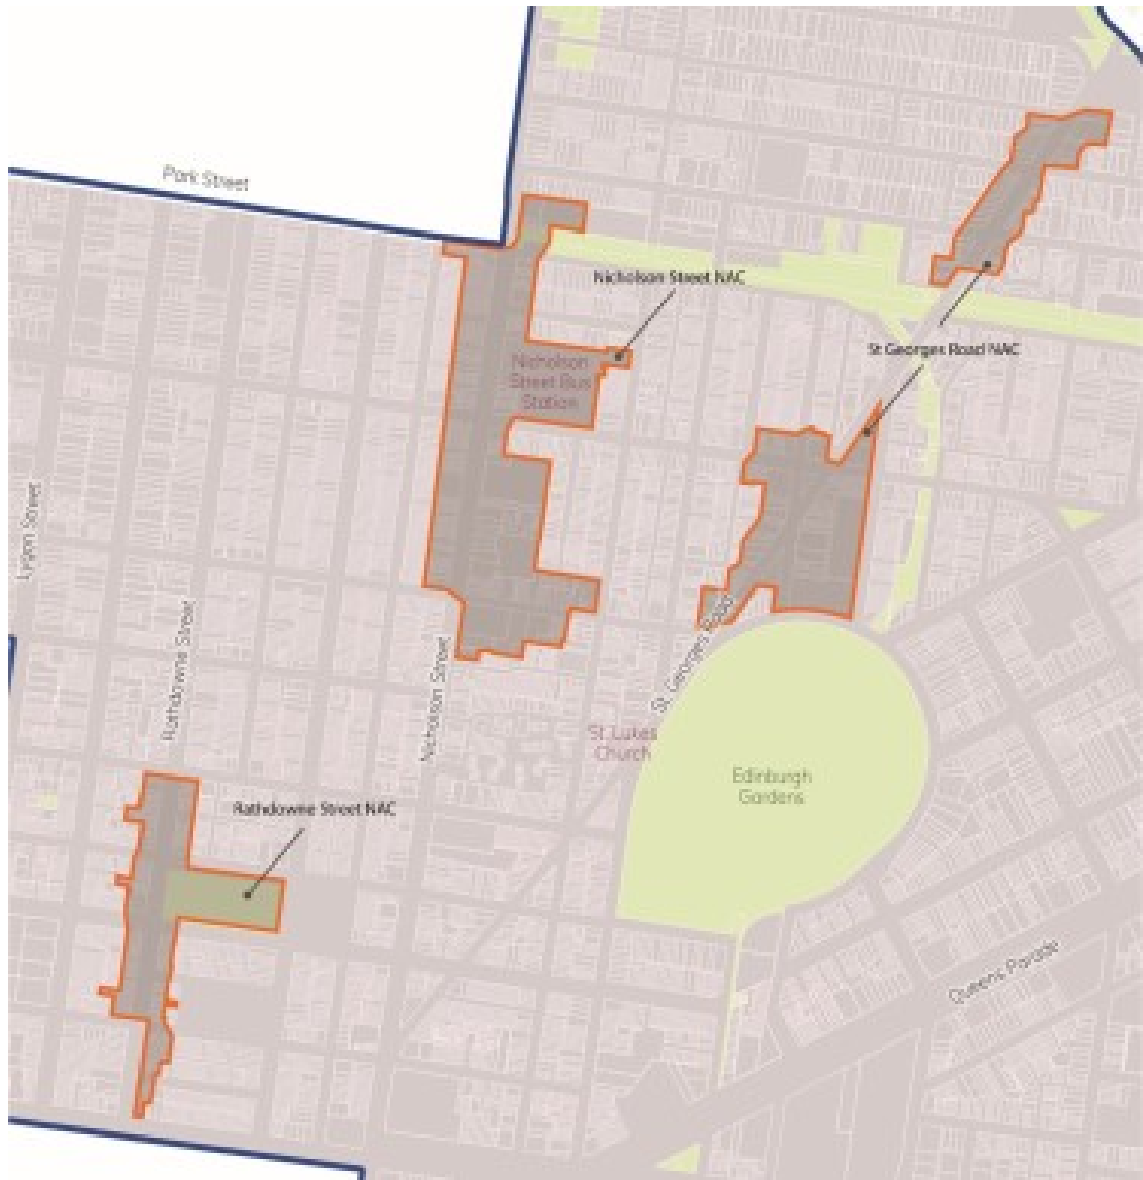 Park Street
Nicholson Street NAC
St Georges Road NAC
Nicholson
Street Bus
Station
Lygon Street
Rathdowne Street
Nicholson Street
St. Georges Road
St Lukes
Church
Edinburgh
Gardens
Rathdowne Street NAC
Queens Parade